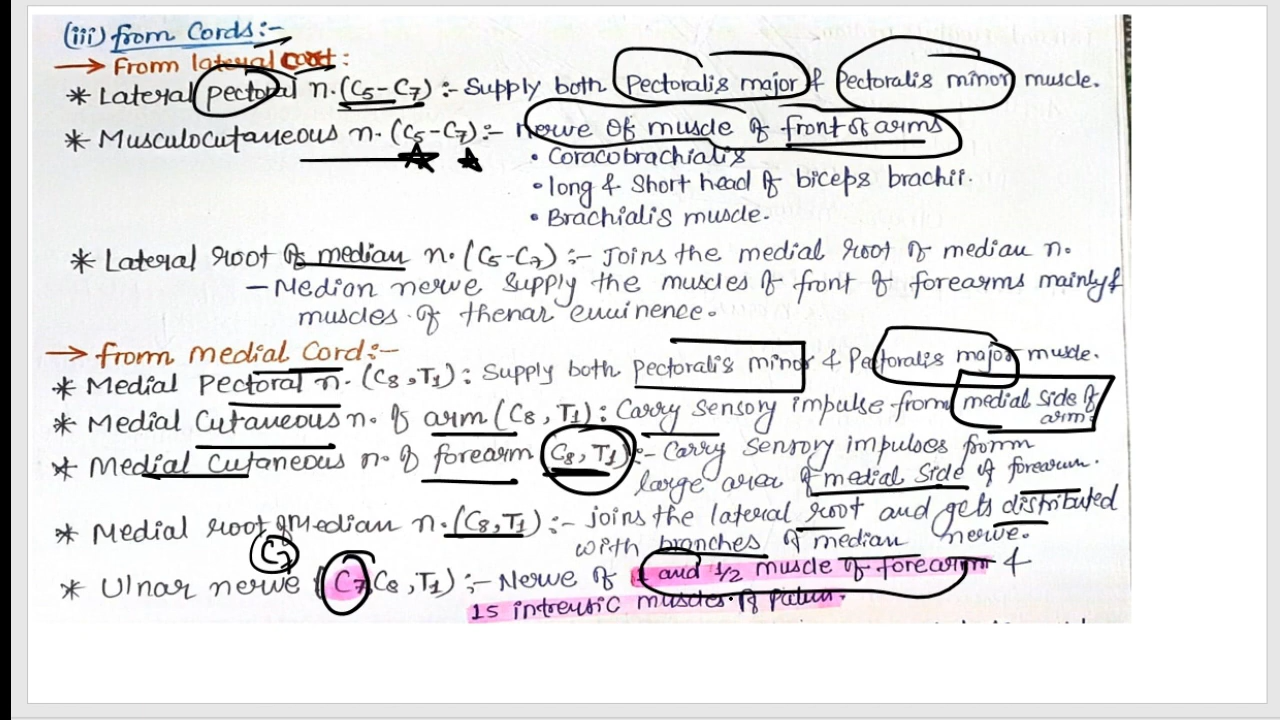 (iii) from Cords :-
→ From lateral cord :
* Lateral pectoral n. (C5-C7) :- Supply both Pectoralis major & Pectoralis minor muscle.
* Musculocutaneous n. (C5-C7) :- nerve of muscle of front of arms
• Coracobrachialis
• long & Short head of biceps brachii.
• Brachialis muscle.
* Lateral root of median n. (C5-C7) :- Joins the medial root of median n.
- Median nerve supply the muscles of front of forearms mainly &
muscles of thenar eminence.
→ from medial Cord :-
* Medial Pectoral n. (C8, T1) : Supply both pectoralis minor & Pectoralis major muscle.
* Medial Cutaneous n. of arm (C8, T1) : Carry sensory impulse from medial side of
arm.
* Medial Cutaneous n. of forearm (C8, T1) :- Carry sensory impulses from
large area of medial side of forearm.
* Medial root of Median n. (C8, T1) :- joins the lateral root and gets distributed
with branches of median nerve.
C7
* Ulnar nerve (C7, C8, T1) :- Nerve of 1 and 1/2 muscle of forearm &
15 intrensic muscles of Palm.